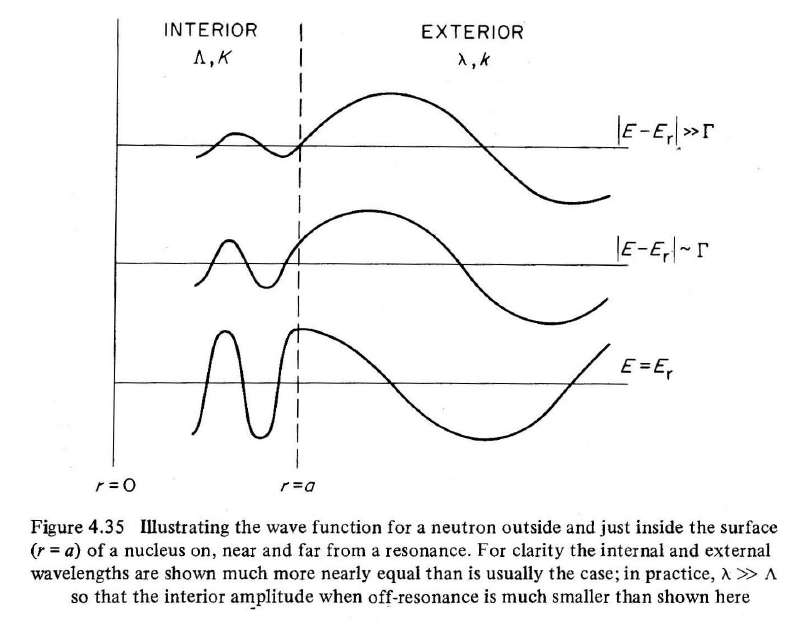 INTERIOR
Λ, K
EXTERIOR
λ, k
|E−Eᵣ| ≫ Γ
|E−Eᵣ| ~ Γ
E = Eᵣ
r = 0
r = a
Figure 4.35 Illustrating the wave function for a neutron outside and just inside the surface
(r = a) of a nucleus on, near and far from a resonance. For clarity the internal and external
wavelengths are shown much more nearly equal than is usually the case; in practice, λ ≫ Λ
so that the interior amplitude when off-resonance is much smaller than shown here